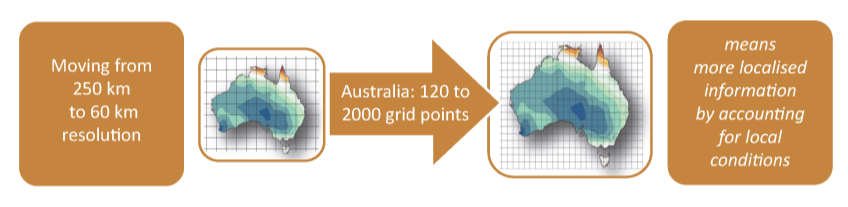 Moving from
250 km
to 60 km
resolution
Australia: 120 to
2000 grid points
means
more localised
information
by accounting
for local
conditions